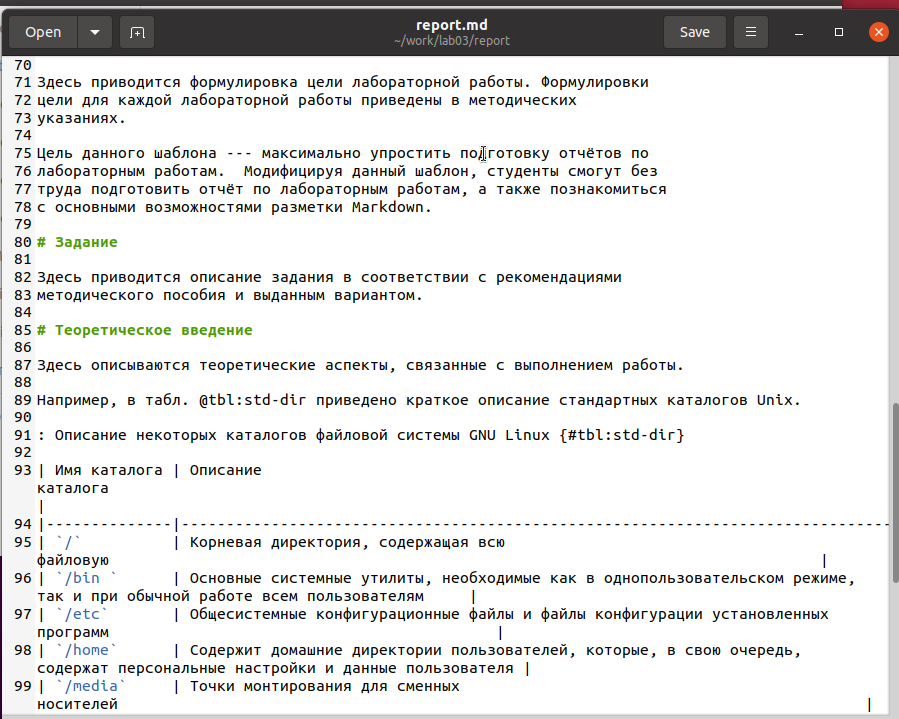 Open
report.md
~/work/lab03/report
Save
70
71 Здесь приводится формулировка цели лабораторной работы. Формулировки
72 цели для каждой лабораторной работы приведены в методических
73 указаниях.
74
75 Цель данного шаблона --- максимально упростить подготовку отчётов по
76 лабораторным работам.  Модифицируя данный шаблон, студенты смогут без
77 труда подготовить отчёт по лабораторным работам, а также познакомиться
78 с основными возможностями разметки Markdown.
79
80 # Задание
81
82 Здесь приводится описание задания в соответствии с рекомендациями
83 методического пособия и выданным вариантом.
84
85 # Теоретическое введение
86
87 Здесь описываются теоретические аспекты, связанные с выполнением работы.
88
89 Например, в табл. @tbl:std-dir приведено краткое описание стандартных каталогов Unix.
90
91 : Описание некоторых каталогов файловой системы GNU Linux {#tbl:std-dir}
92
93 | Имя каталога | Описание
каталога
|
94 |--------------|-------------------------------------------------------------------------------
95 | `/`          | Корневая директория, содержащая всю
файловую |
96 | `/bin `      | Основные системные утилиты, необходимые как в однопользовательском режиме,
так и при обычной работе всем пользователям     |
97 | `/etc`       | Общесистемные конфигурационные файлы и файлы конфигурации установленных
программ |
98 | `/home`      | Содержит домашние директории пользователей, которые, в свою очередь,
содержат персональные настройки и данные пользователя |
99 | `/media`     | Точки монтирования для сменных
носителей |